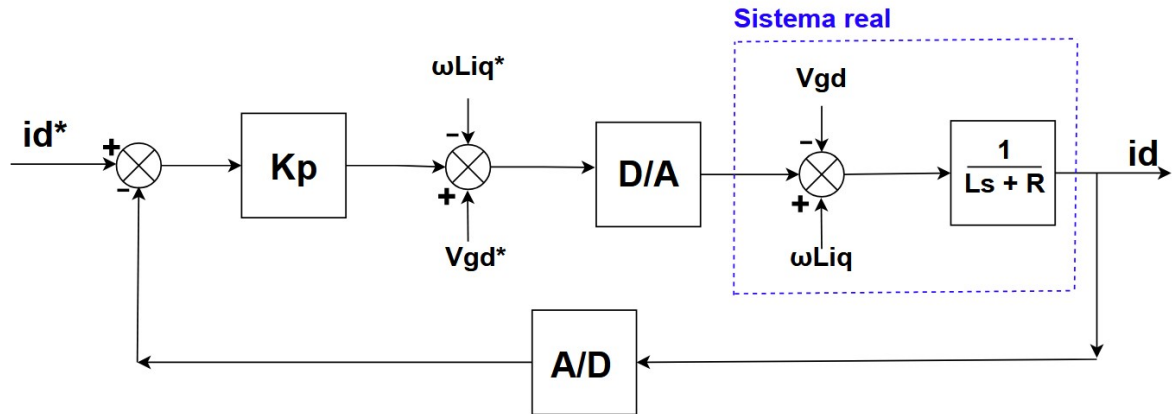 Sistema real
ωLiq*
Vgd
id*
+
−
Kp
−
+
Vgd*
D/A
−
+
ωLiq
1
Ls + R
id
A/D